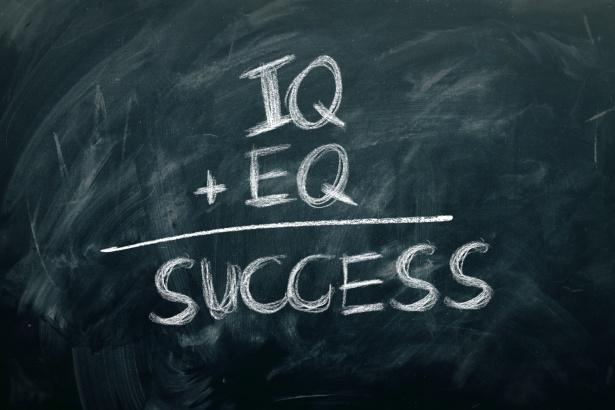 IQ
+ EQ
SUCCESS